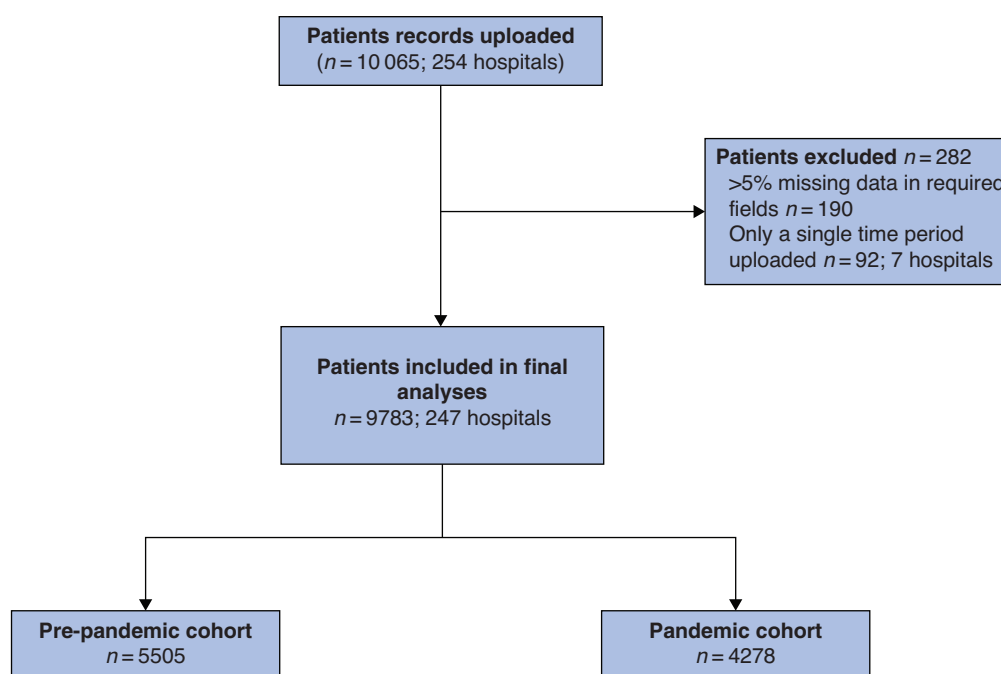 Patients records uploaded
(n = 10 065; 254 hospitals)
Patients excluded n = 282
>5% missing data in required
fields n = 190
Only a single time period
uploaded n = 92; 7 hospitals
Patients included in final
analyses
n = 9783; 247 hospitals
Pre-pandemic cohort
n = 5505
Pandemic cohort
n = 4278